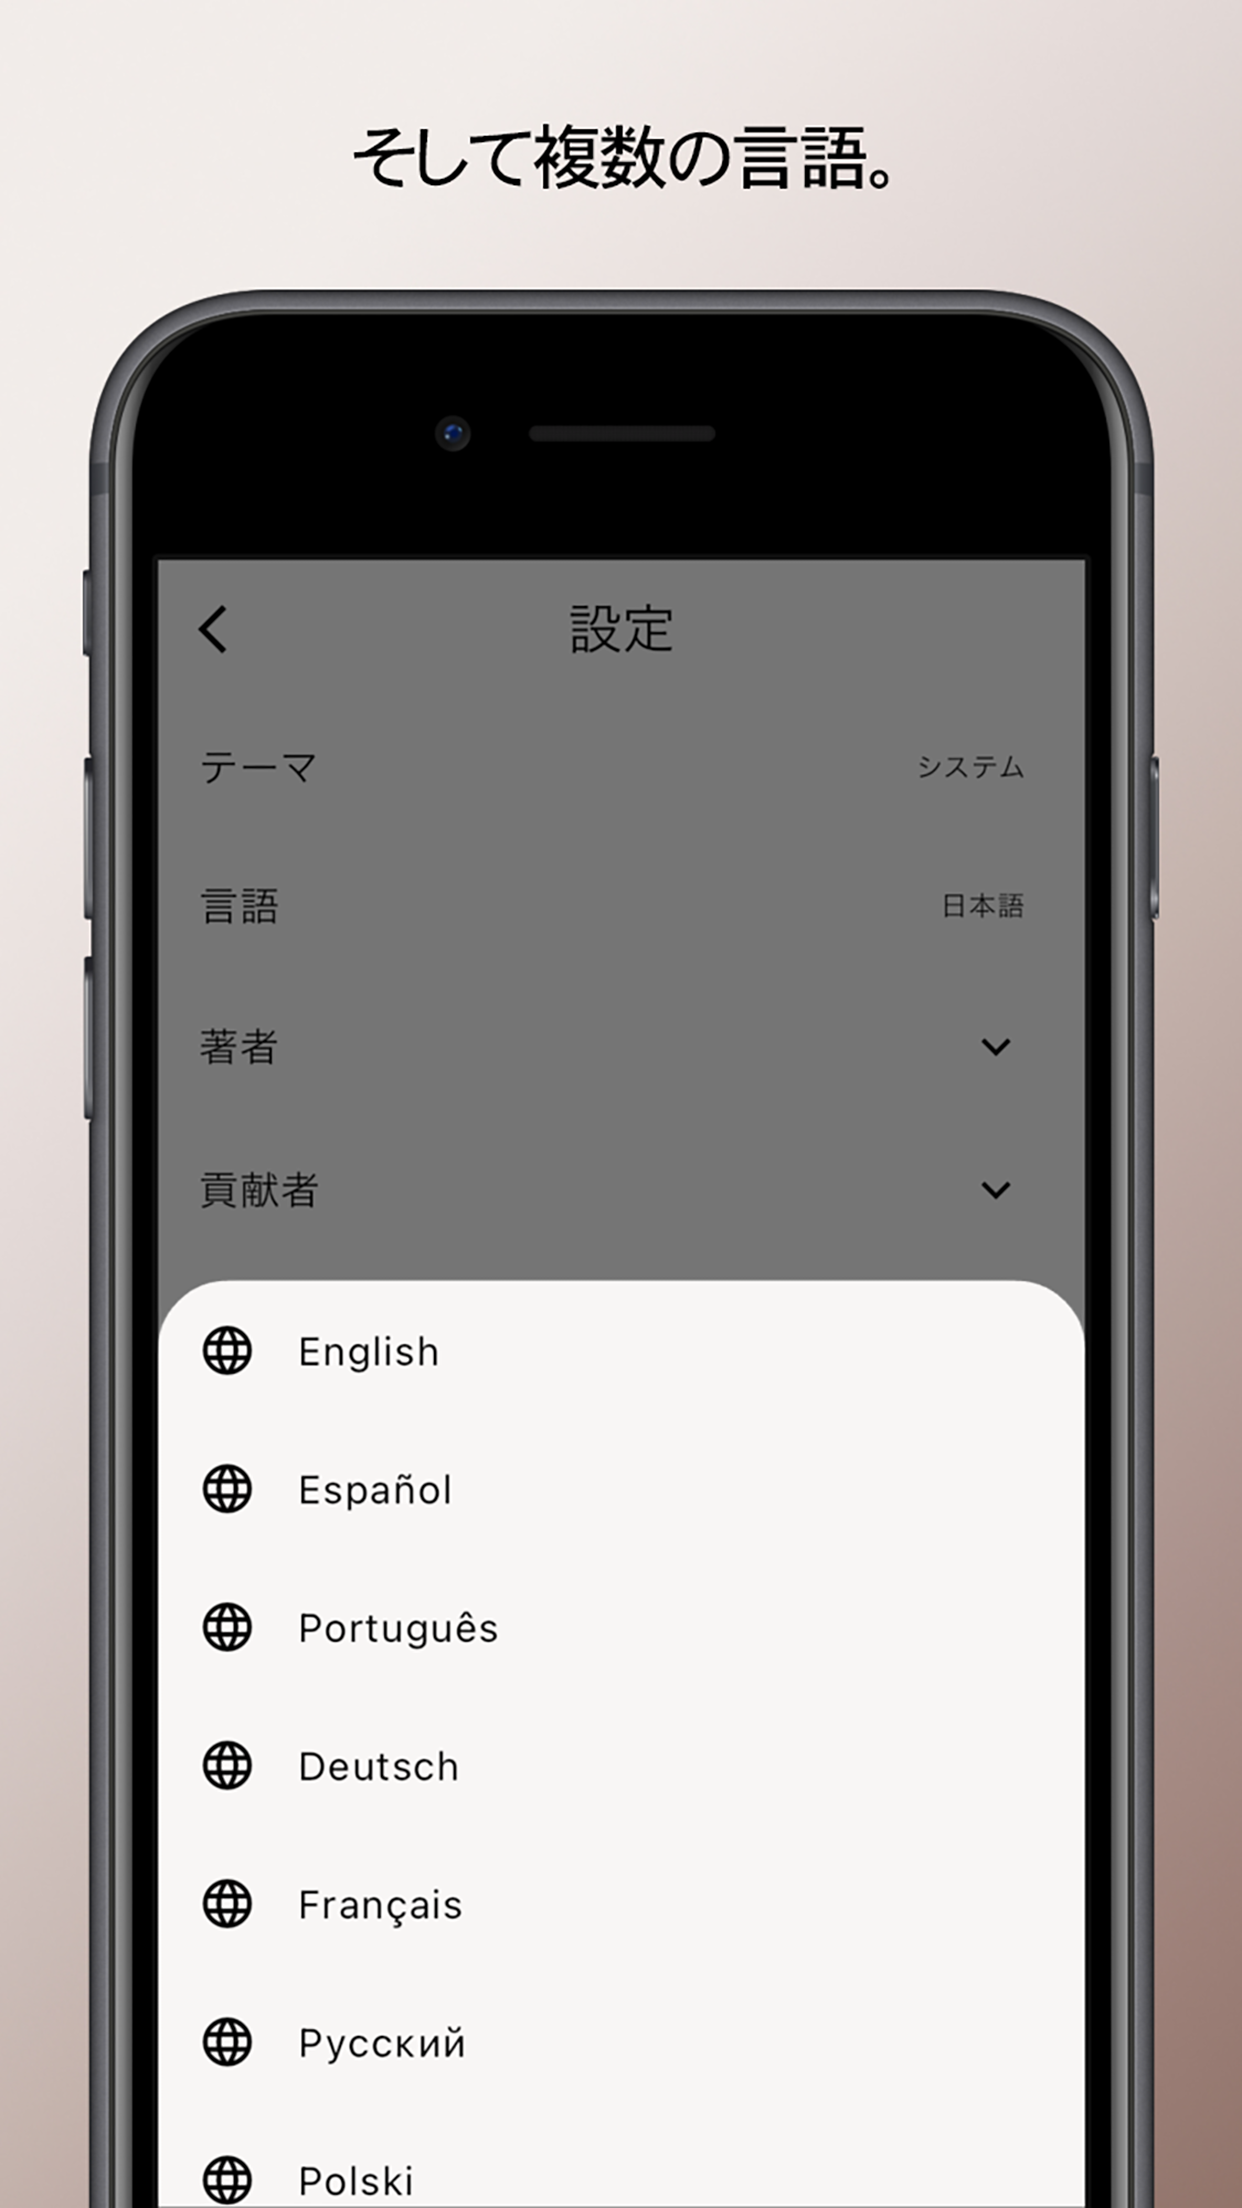 そして複数の言語。
設定
テーマ システム
言語 日本語
著者
貢献者
English
Español
Português
Deutsch
Français
Русский
Polski